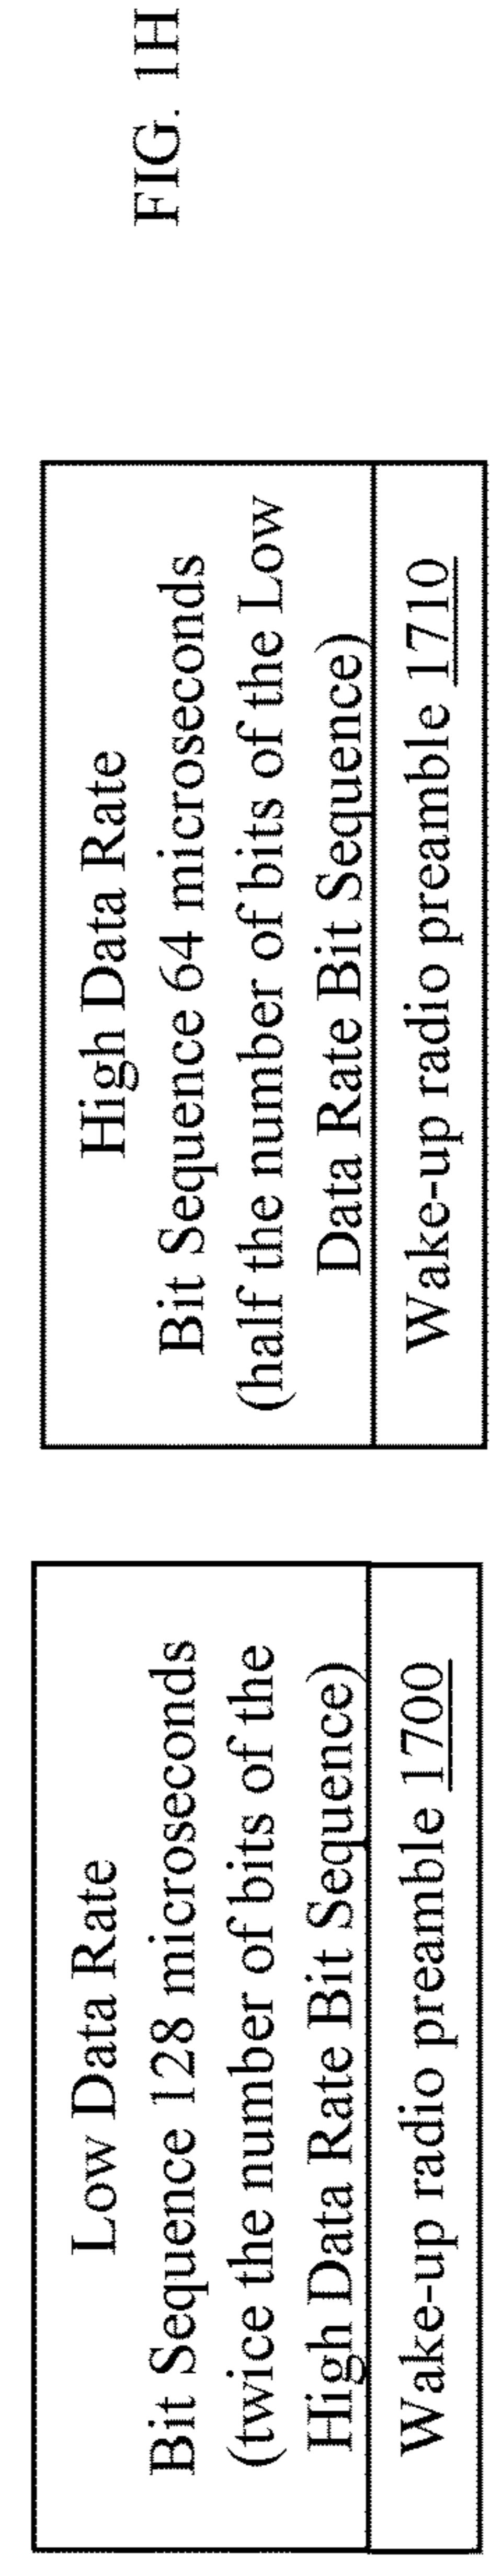 Low Data Rate
Bit Sequence 128 microseconds
(twice the number of bits of the
High Data Rate Bit Sequence)
Wake-up radio preamble 1700
High Data Rate
Bit Sequence 64 microseconds
(half the number of bits of the Low
Data Rate Bit Sequence)
Wake-up radio preamble 1710
FIG. 1H